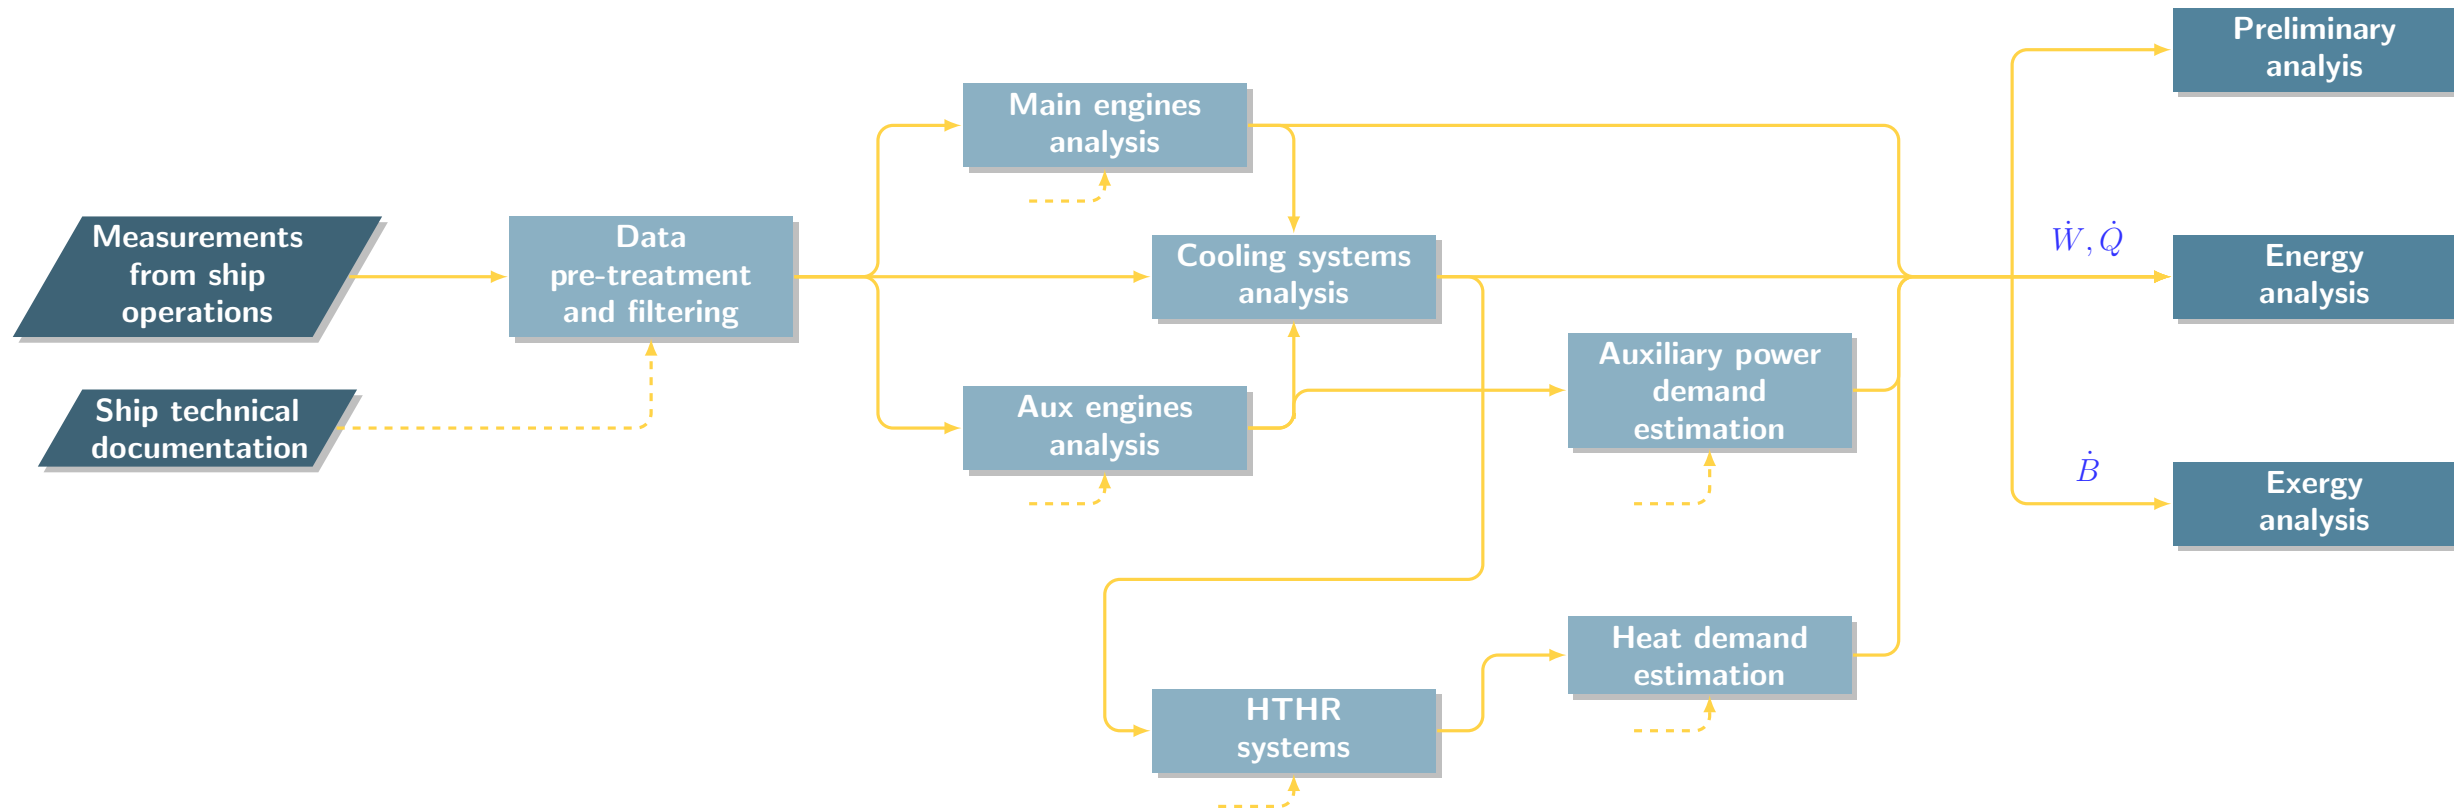 Measurements
from ship
operations
Ship technical
documentation
Data
pre-treatment
and filtering
Main engines
analysis
Cooling systems
analysis
Aux engines
analysis
Auxiliary power
demand
estimation
Heat demand
estimation
HTHR
systems
Preliminary
analyis
Ẇ, Q̇
Energy
analysis
Ḃ
Exergy
analysis